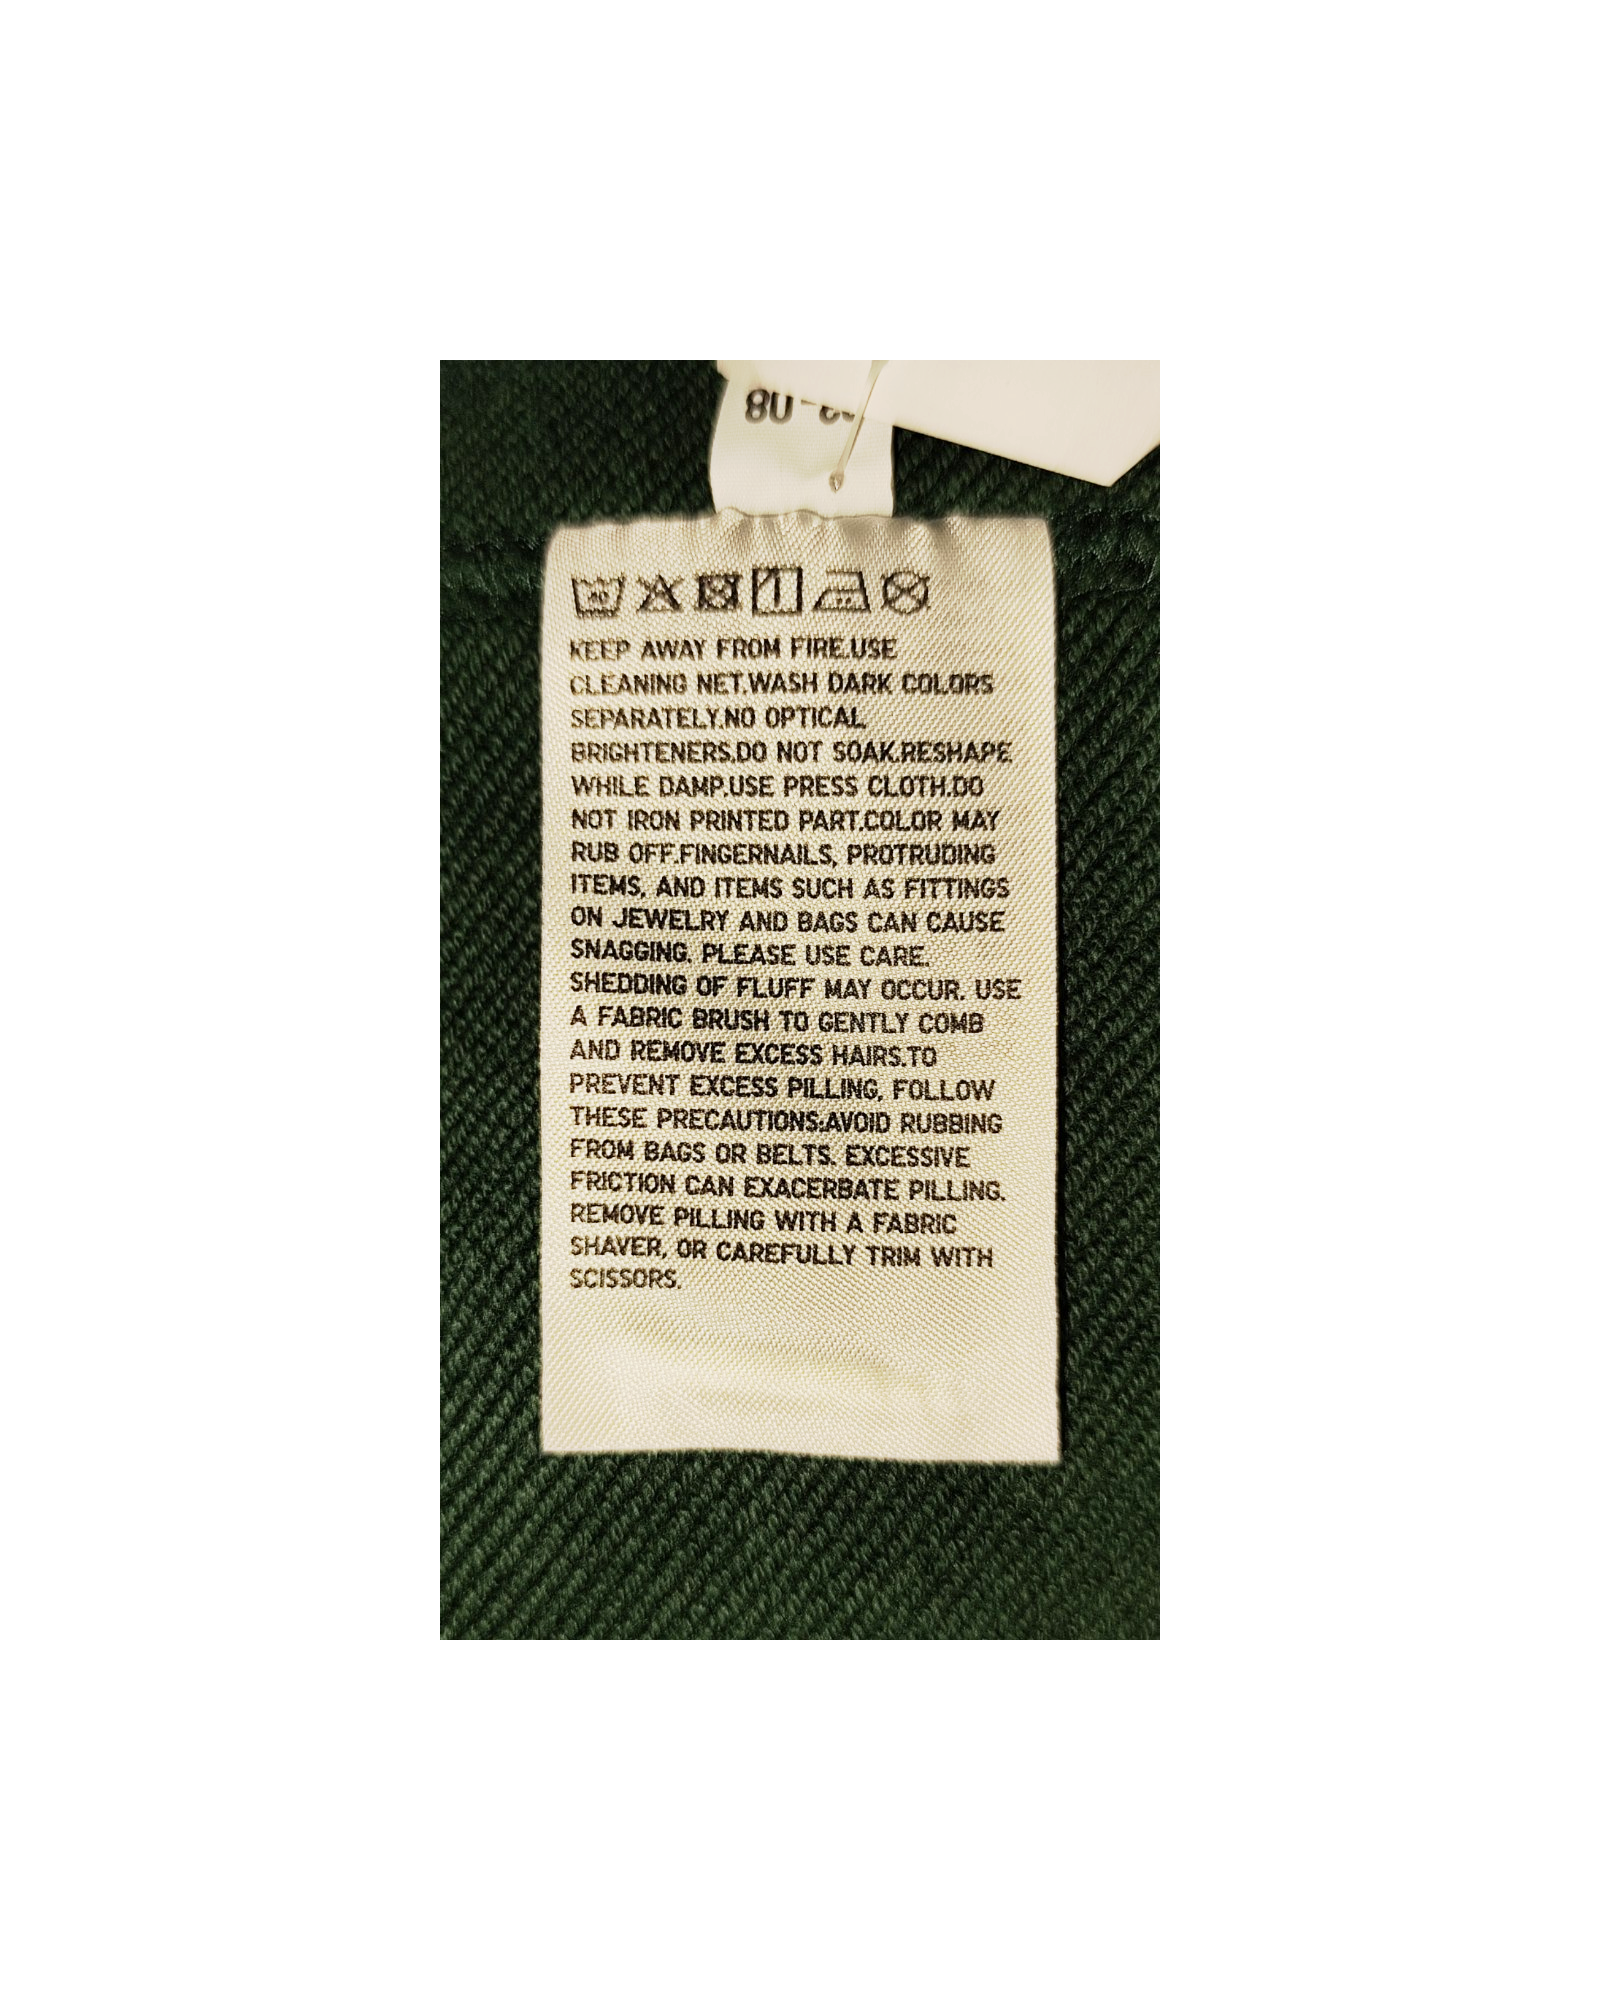 KEEP AWAY FROM FIRE.USE
CLEANING NET.WASH DARK COLORS
SEPARATELY.NO OPTICAL
BRIGHTENERS.DO NOT SOAK.RESHAPE
WHILE DAMP.USE PRESS CLOTH.DO
NOT IRON PRINTED PART.COLOR MAY
RUB OFF.FINGERNAILS, PROTRUDING
ITEMS, AND ITEMS SUCH AS FITTINGS
ON JEWELRY AND BAGS CAN CAUSE
SNAGGING. PLEASE USE CARE.
SHEDDING OF FLUFF MAY OCCUR. USE
A FABRIC BRUSH TO GENTLY COMB
AND REMOVE EXCESS HAIRS.TO
PREVENT EXCESS PILLING, FOLLOW
THESE PRECAUTIONS:AVOID RUBBING
FROM BAGS OR BELTS. EXCESSIVE
FRICTION CAN EXACERBATE PILLING.
REMOVE PILLING WITH A FABRIC
SHAVER, OR CAREFULLY TRIM WITH
SCISSORS.